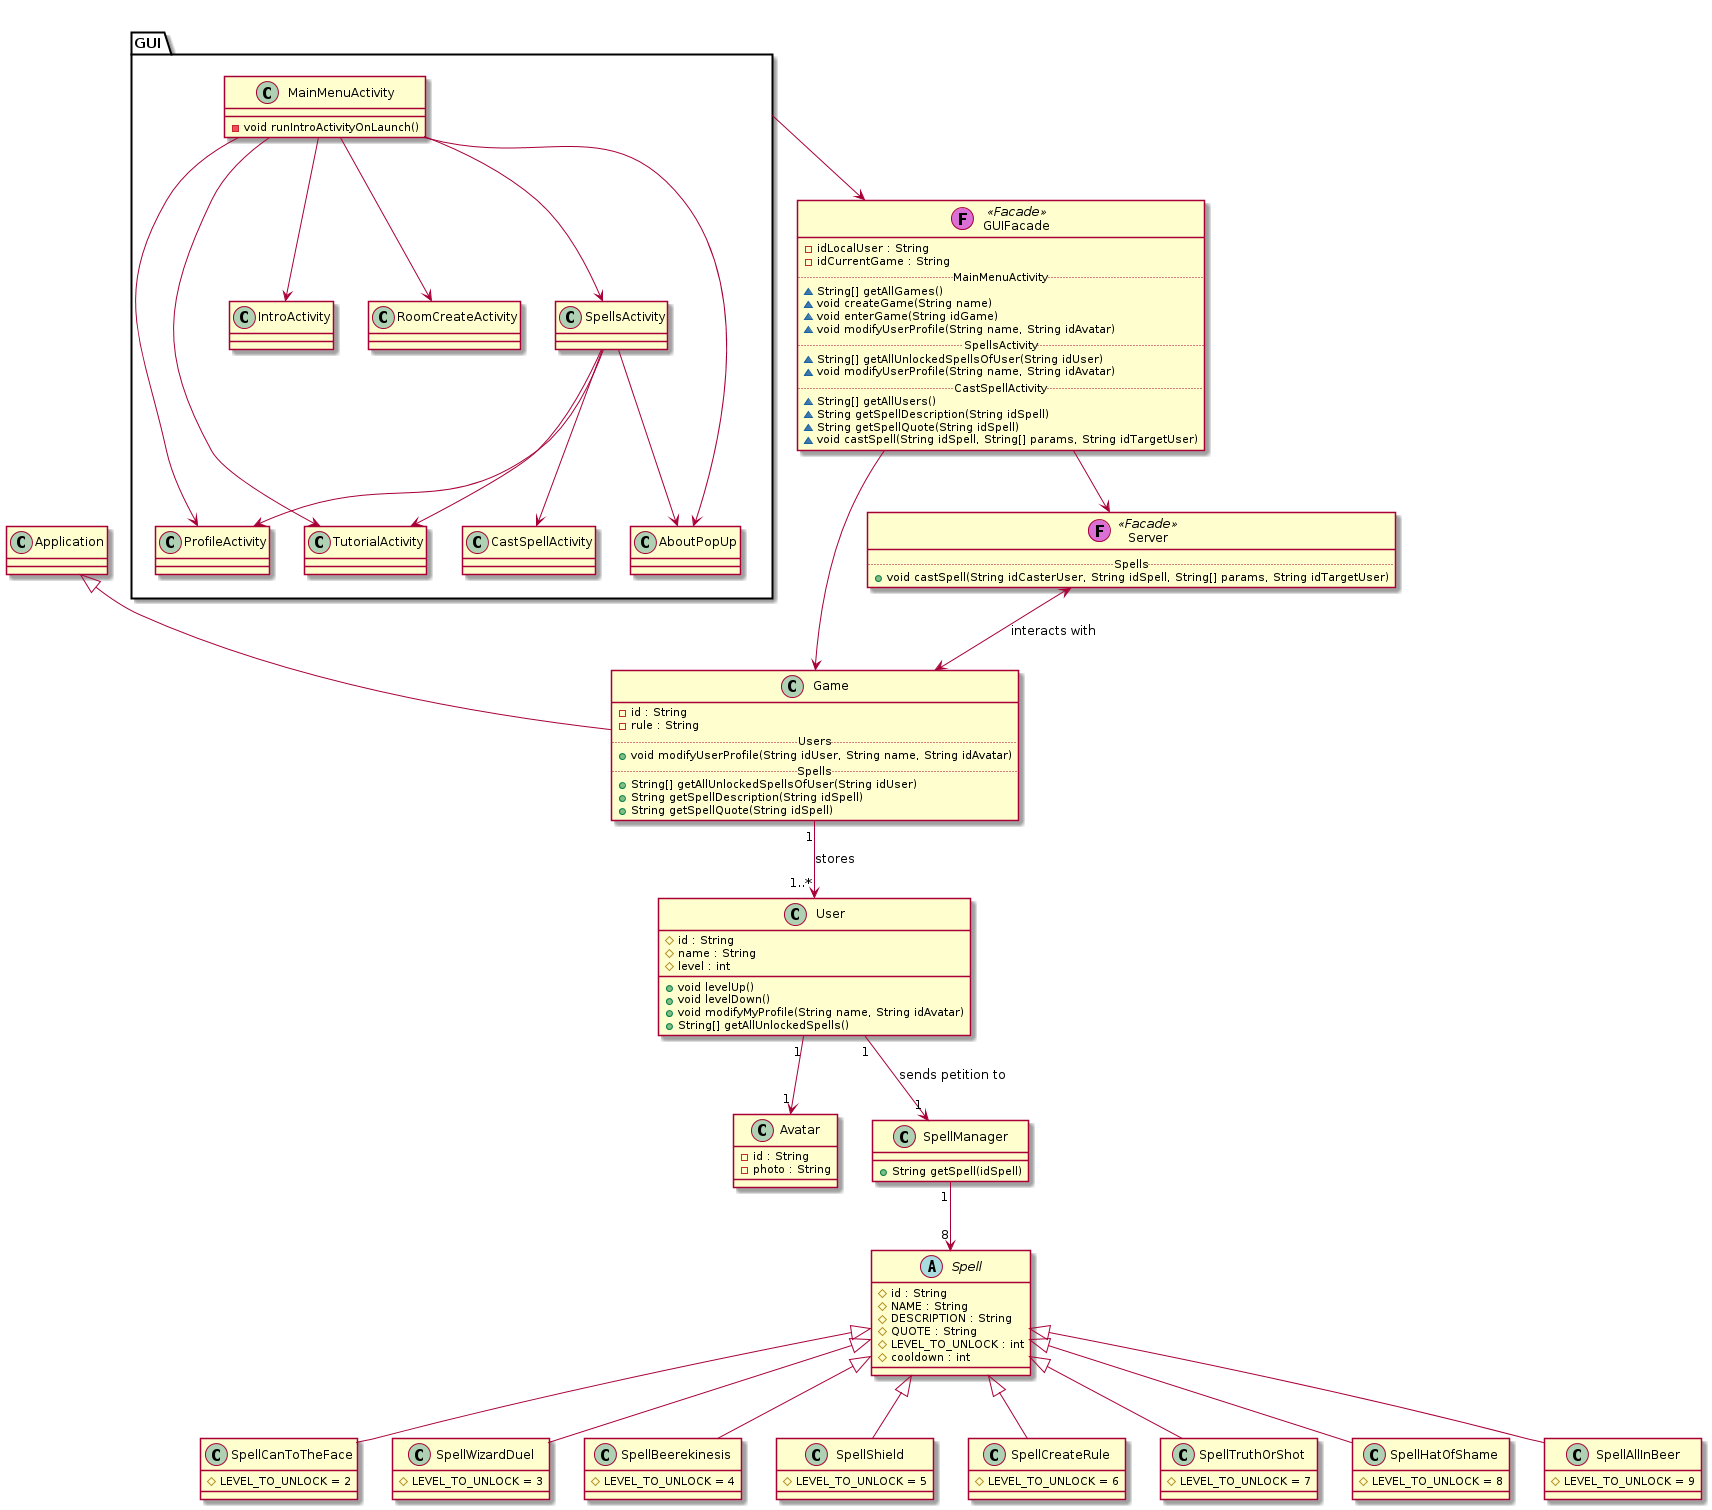 GUI
C MainMenuActivity
void runIntroActivityOnLaunch()
F «Facade»
GUIFacade
idLocalUser : String
idCurrentGame : String
MainMenuActivity
String[] getAllGames()
void createGame(String name)
void enterGame(String idGame)
void modifyUserProfile(String name, String idAvatar)
SpellsActivity
String[] getAllUnlockedSpellsOfUser(String idUser)
void modifyUserProfile(String name, String idAvatar)
CastSpellActivity
String[] getAllUsers()
String getSpellDescription(String idSpell)
String getSpellQuote(String idSpell)
void castSpell(String idSpell, String[] params, String idTargetUser)
C IntroActivity
C RoomCreateActivity
C SpellsActivity
C Application
C ProfileActivity
C TutorialActivity
C CastSpellActivity
C AboutPopUp
F «Facade»
Server
Spells
void castSpell(String idCasterUser, String idSpell, String[] params, String idTargetUser)
interacts with
C Game
id : String
rule : String
Users
void modifyUserProfile(String idUser, String name, String idAvatar)
Spells
String[] getAllUnlockedSpellsOfUser(String idUser)
String getSpellDescription(String idSpell)
String getSpellQuote(String idSpell)
1
stores
1..*
C User
id : String
name : String
level : int
void levelUp()
void levelDown()
void modifyMyProfile(String name, String idAvatar)
String[] getAllUnlockedSpells()
1 1
sends petition to
1 1
C Avatar
id : String
photo : String
C SpellManager
String getSpell(idSpell)
1
8
A Spell
id : String
NAME : String
DESCRIPTION : String
QUOTE : String
LEVEL_TO_UNLOCK : int
cooldown : int
C SpellCanToTheFace
LEVEL_TO_UNLOCK = 2
C SpellWizardDuel
LEVEL_TO_UNLOCK = 3
C SpellBeerekinesis
LEVEL_TO_UNLOCK = 4
C SpellShield
LEVEL_TO_UNLOCK = 5
C SpellCreateRule
LEVEL_TO_UNLOCK = 6
C SpellTruthOrShot
LEVEL_TO_UNLOCK = 7
C SpellHatOfShame
LEVEL_TO_UNLOCK = 8
C SpellAllInBeer
LEVEL_TO_UNLOCK = 9